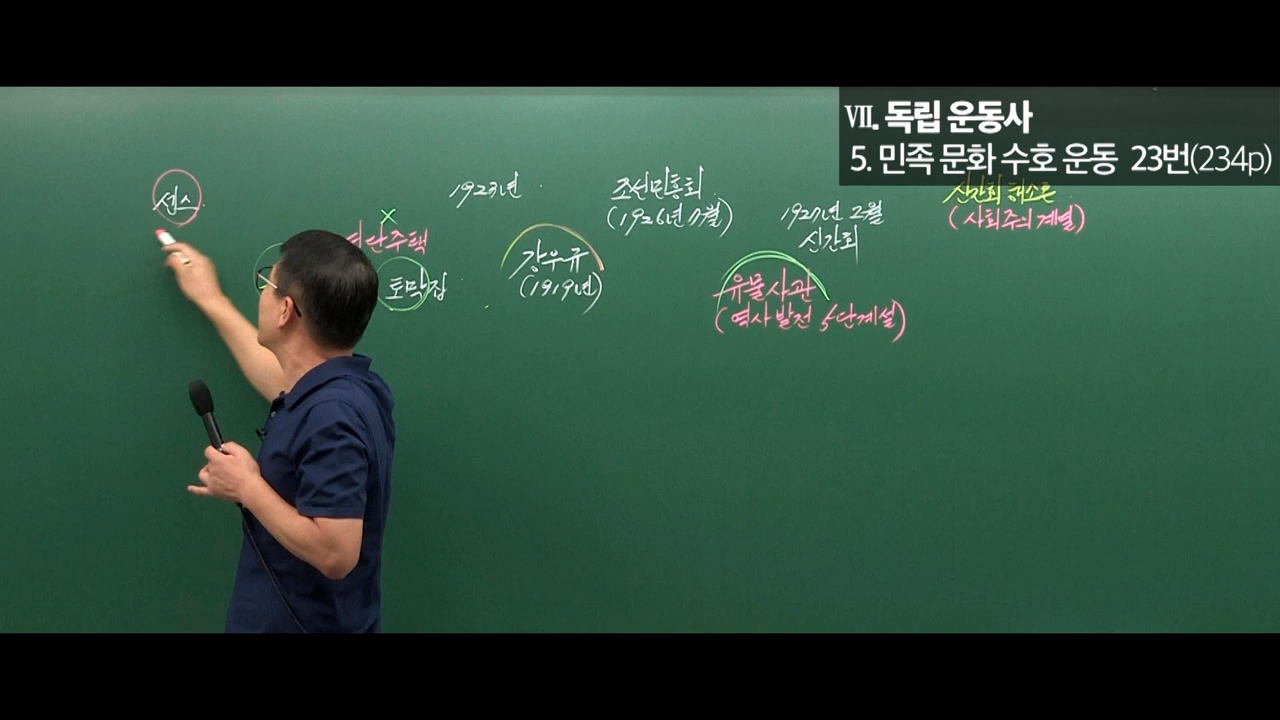 Ⅶ. 독립 운동사
5. 민족 문화 수호 운동 23번(234p)
센스
1923년
조선민흥회
(1926년 7월)
1927년 2월
신간회
신간회 해소론
(사회주의 계열)
X
주택
토막집
강우규
(1919년)
유물사관
(역사 발전 5단계설)